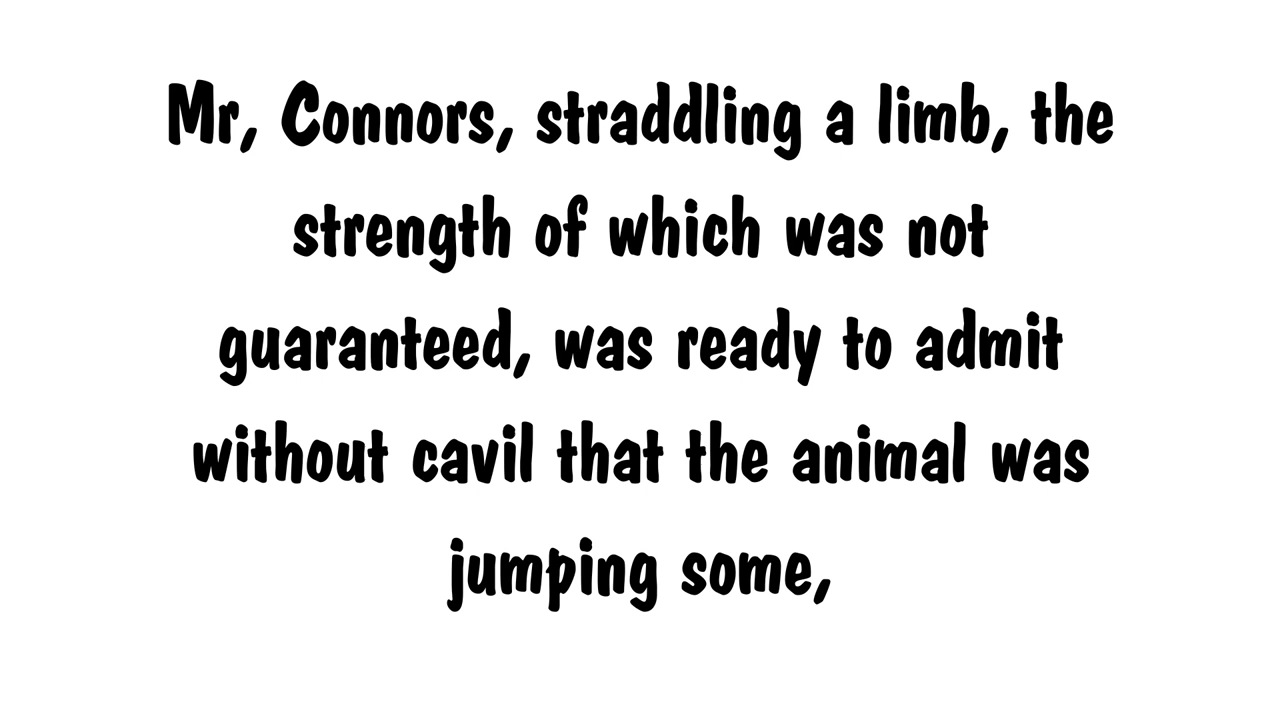 Mr, Connors, straddling a limb, the
strength of which was not
guaranteed, was ready to admit
without cavil that the animal was
jumping some,